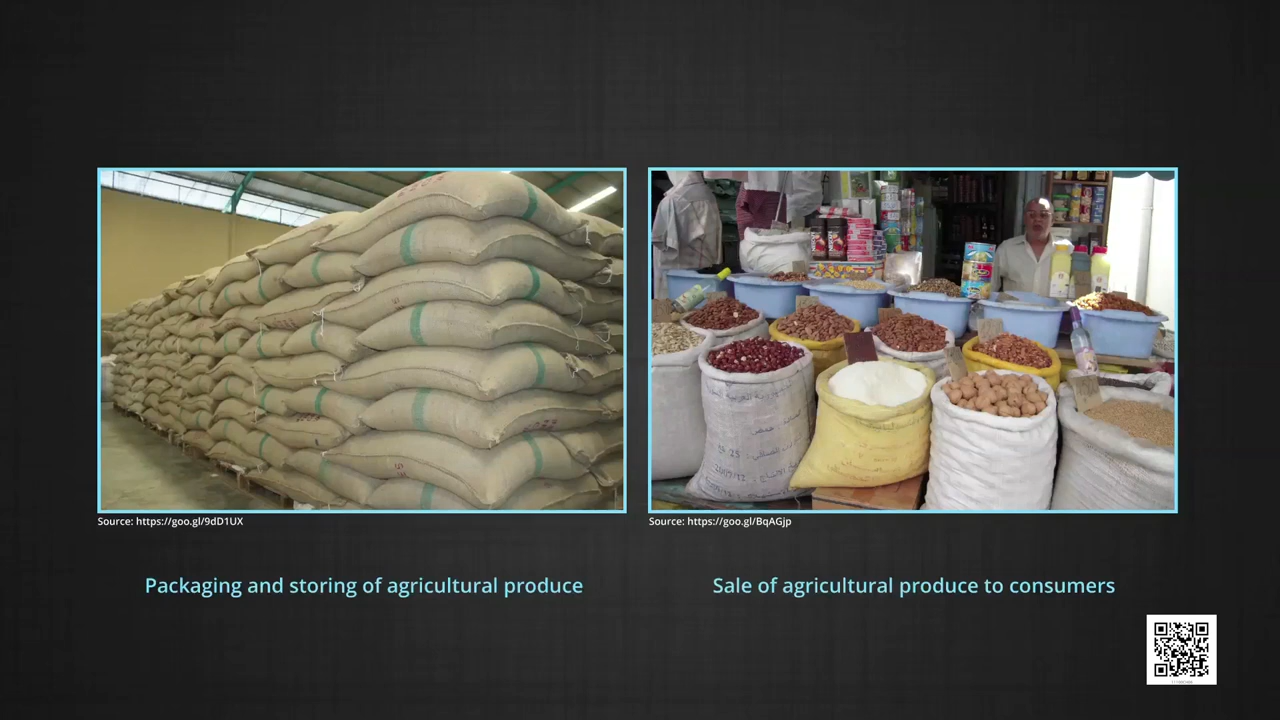 Source: https://goo.gl/9dD1UX
Source: https://goo.gl/BqAGjp
Packaging and storing of agricultural produce
Sale of agricultural produce to consumers